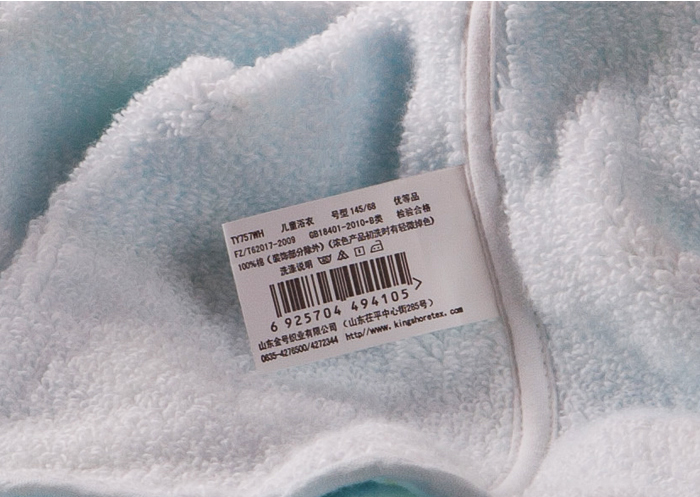 TY757WH 儿童浴衣 号型145/68 优等品
FZ/T62017-2009 GB18401-2010-B类 检验合格
100%棉（装饰部分除外）（浓色产品初洗时有轻微掉色）
洗涤说明
6 925704 494105
山东金号织业有限公司（山东茌平中心街285号）
0635-4276500/4272344 http//www.kingshoretex.com